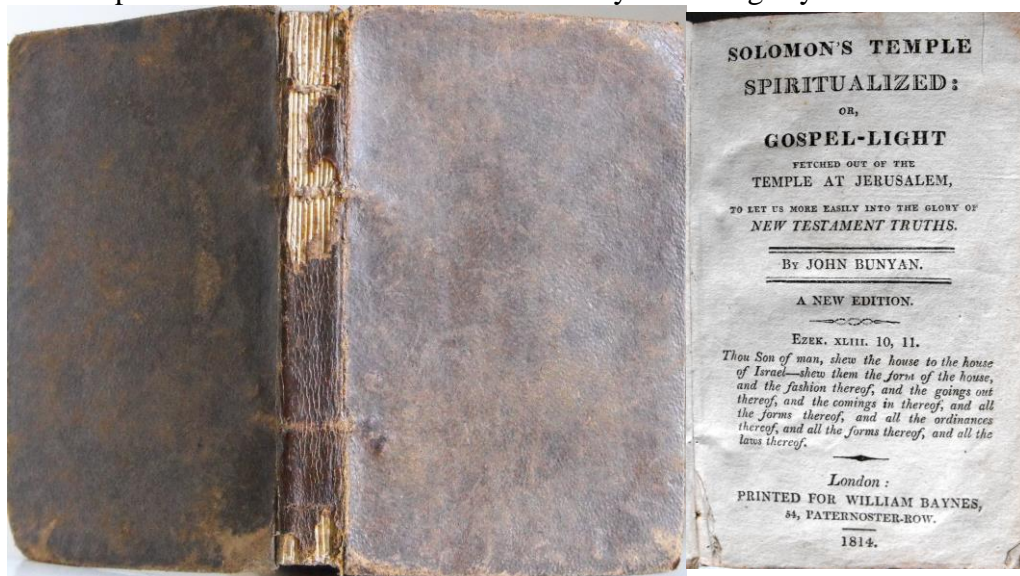 SOLOMON'S TEMPLE
SPIRITUALIZED:
OR,
GOSPEL-LIGHT
FETCHED OUT OF THE
TEMPLE AT JERUSALEM,
TO LET US MORE EASILY INTO THE GLORY OF
NEW TESTAMENT TRUTHS.
By JOHN BUNYAN.
A NEW EDITION.
EZEK. XLIII. 10, 11.
Thou Son of man, shew the house to the house
of Israel—shew them the form of the house,
and the fashion thereof, and the goings out
thereof, and the comings in thereof, and all
the forms thereof, and all the ordinances
thereof, and all the forms thereof, and all the
laws thereof.
London:
PRINTED FOR WILLIAM BAYNES,
54, PATERNOSTER-ROW.
1814.